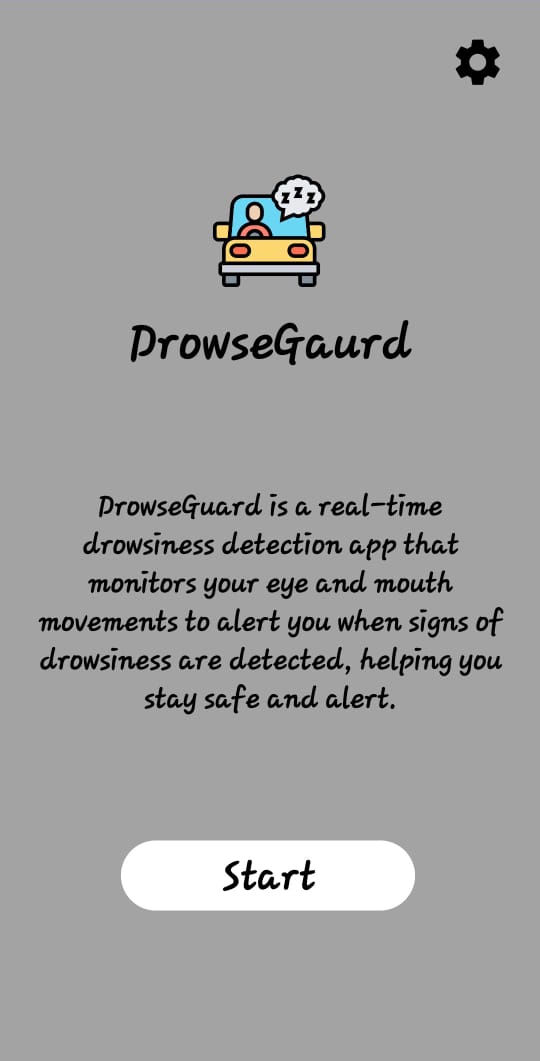 z z z
DrowseGaurd
DrowseGuard is a real-time
drowsiness detection app that
monitors your eye and mouth
movements to alert you when signs of
drowsiness are detected, helping you
stay safe and alert.
Start